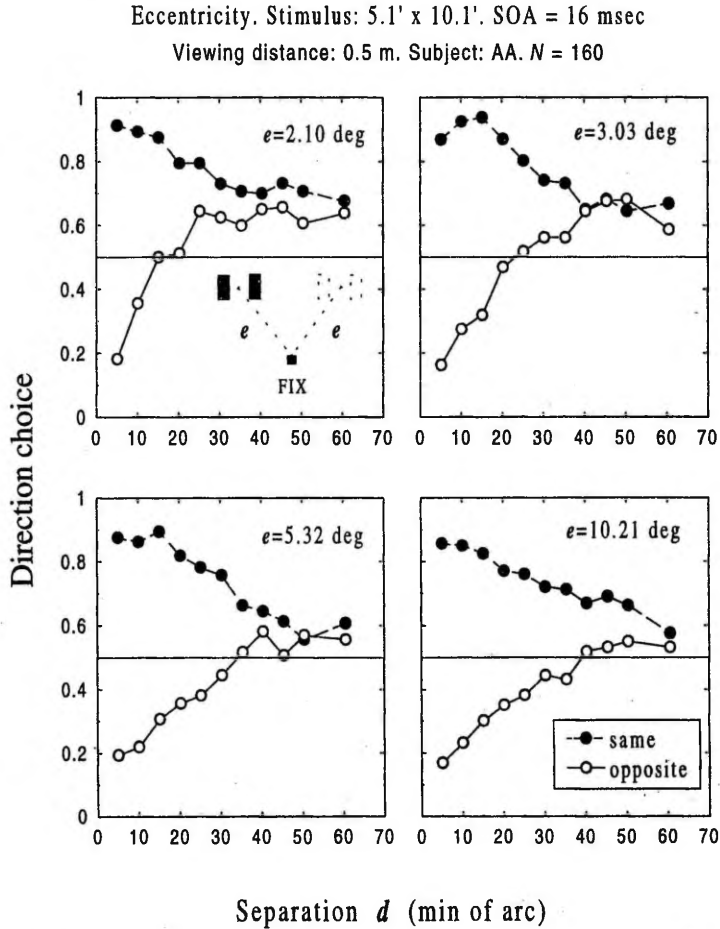 Eccentricity. Stimulus: 5.1' x 10.1'. SOA = 16 msec
Viewing distance: 0.5 m. Subject: AA. N = 160
Direction choice
1
0.8
0.6
0.4
0.2
0
e=2.10 deg
e
e
FIX
0 10 20 30 40 50 60 70
e=3.03 deg
0 10 20 30 40 50 60 70
1
0.8
0.6
0.4
0.2
0
e=5.32 deg
0 10 20 30 40 50 60 70
e=10.21 deg
same
opposite
0 10 20 30 40 50 60 70
Separation d (min of arc)